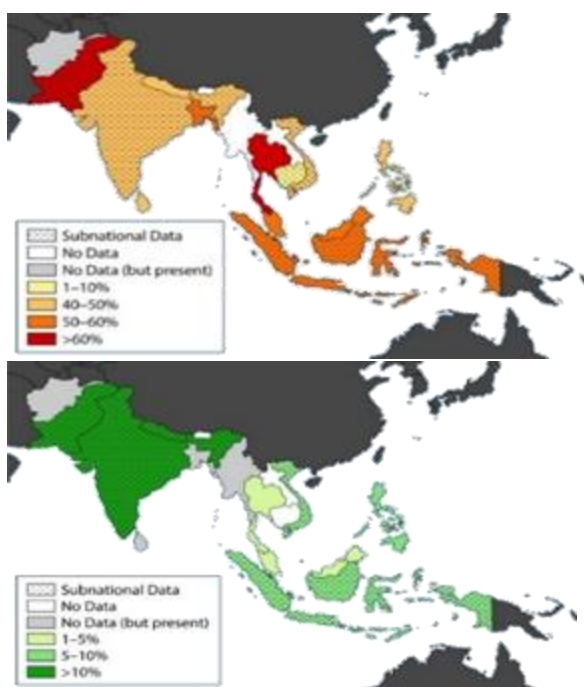 Subnational Data
No Data
No Data (but present)
1–10%
40–50%
50–60%
>60%
Subnational Data
No Data
No Data (but present)
1–5%
5–10%
>10%